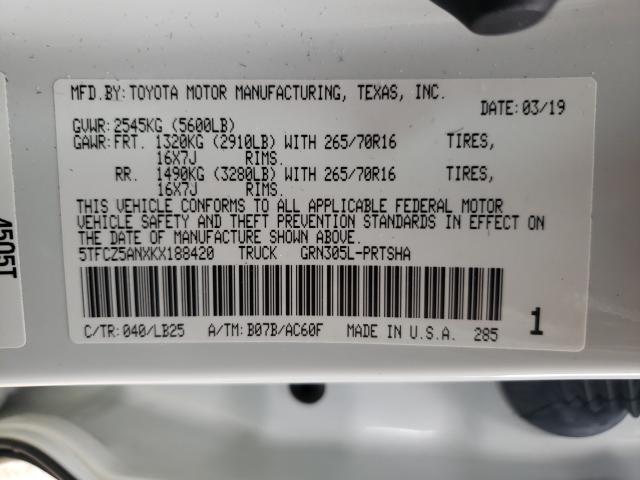 MFD.BY: TOYOTA MOTOR MANUFACTURING, TEXAS, INC.
DATE: 03/19
GVWR: 2545KG (5600LB)
GAWR: FRT. 1320KG (2910LB) WITH 265/70R16 TIRES,
16X7J RIMS.
RR. 1490KG (3280LB) WITH 265/70R16 TIRES,
16X7J RIMS.
THIS VEHICLE CONFORMS TO ALL APPLICABLE FEDERAL MOTOR
VEHICLE SAFETY AND THEFT PREVENTION STANDARDS IN EFFECT ON
THE DATE OF MANUFACTURE SHOWN ABOVE.
5TFCZ5ANXKX188420 TRUCK GRN305L-PRTSHA
C/TR: 040/LB25 A/TM: B07B/AC60F MADE IN U.S.A. 285 1
4505T